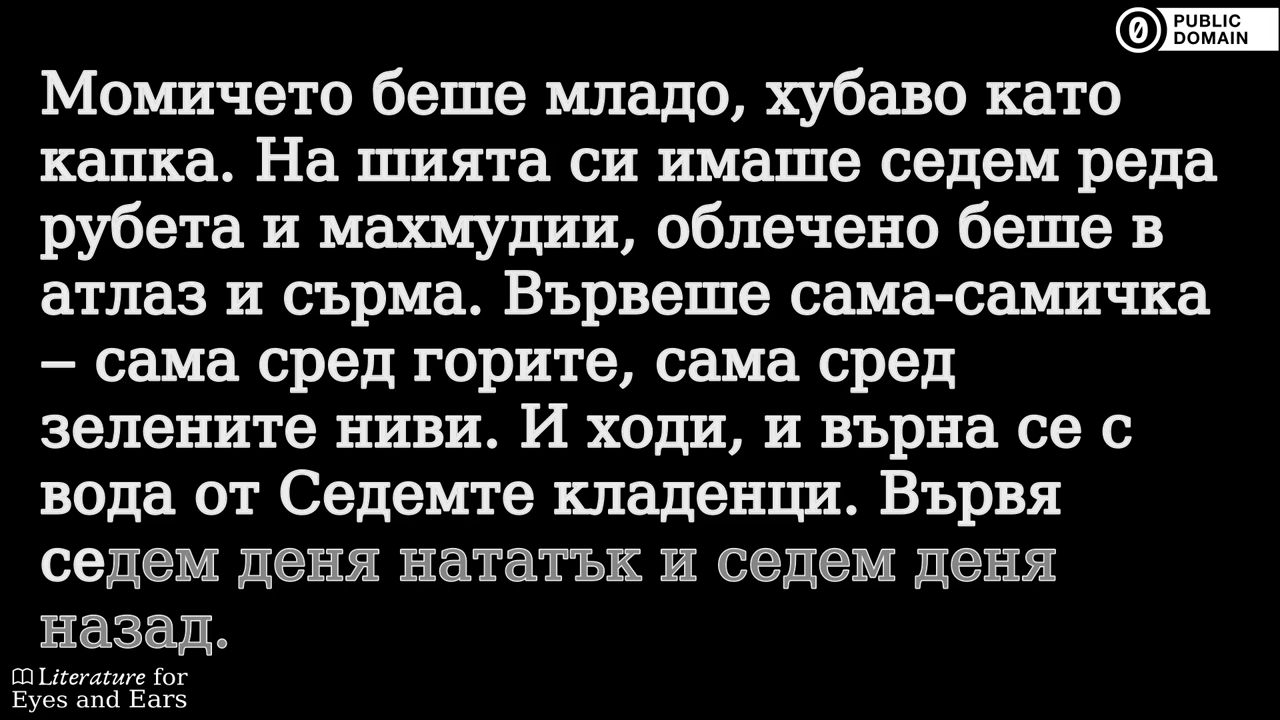 PUBLIC
DOMAIN
Момичето беше младо, хубаво като
капка. На шията си имаше седем реда
рубета и махмудии, облечено беше в
атлаз и сърма. Вървеше сама-самичка
– сама сред горите, сама сред
зелените ниви. И ходи, и върна се с
вода от Седемте кладенци. Вървя
седем деня нататък и седем деня
назад.
Literature for
Eyes and Ears